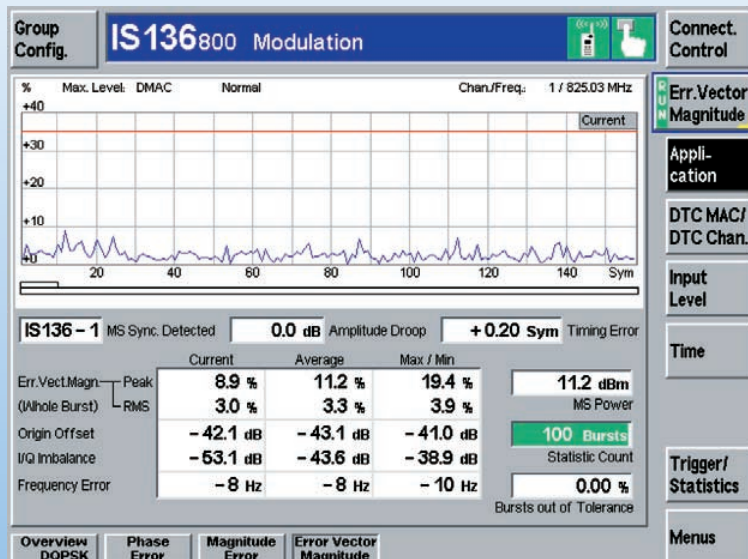 Group Config.
IS136800 Modulation
Connect. Control
% Max. Level: DMAC Normal Chan./Freq.: 1 / 825.03 MHz
+40
Current
+30
+20
+10
+0
20 40 60 80 100 120 140 Sym
RUN
Err.Vector Magnitude
Appli-
cation
DTC MAC/
DTC Chan.
Input
Level
Time
Trigger/
Statistics
Menus
IS136 – 1 MS Sync. Detected 0.0 dB Amplitude Droop +0.20 Sym Timing Error
Current Average Max / Min
Err.Vect.Magn. Peak 8.9 % 11.2 % 19.4 % 11.2 dBm
(Whole Burst) RMS 3.0 % 3.3 % 3.9 % MS Power
Origin Offset –42.1 dB –43.1 dB –41.0 dB 100 Bursts
I/Q Imbalance –53.1 dB –43.6 dB –38.9 dB Statistic Count
Frequency Error –8 Hz –8 Hz –10 Hz 0.00 %
Bursts out of Tolerance
Overview DQPSK
Phase Error
Magnitude Error
Error Vector Magnitude